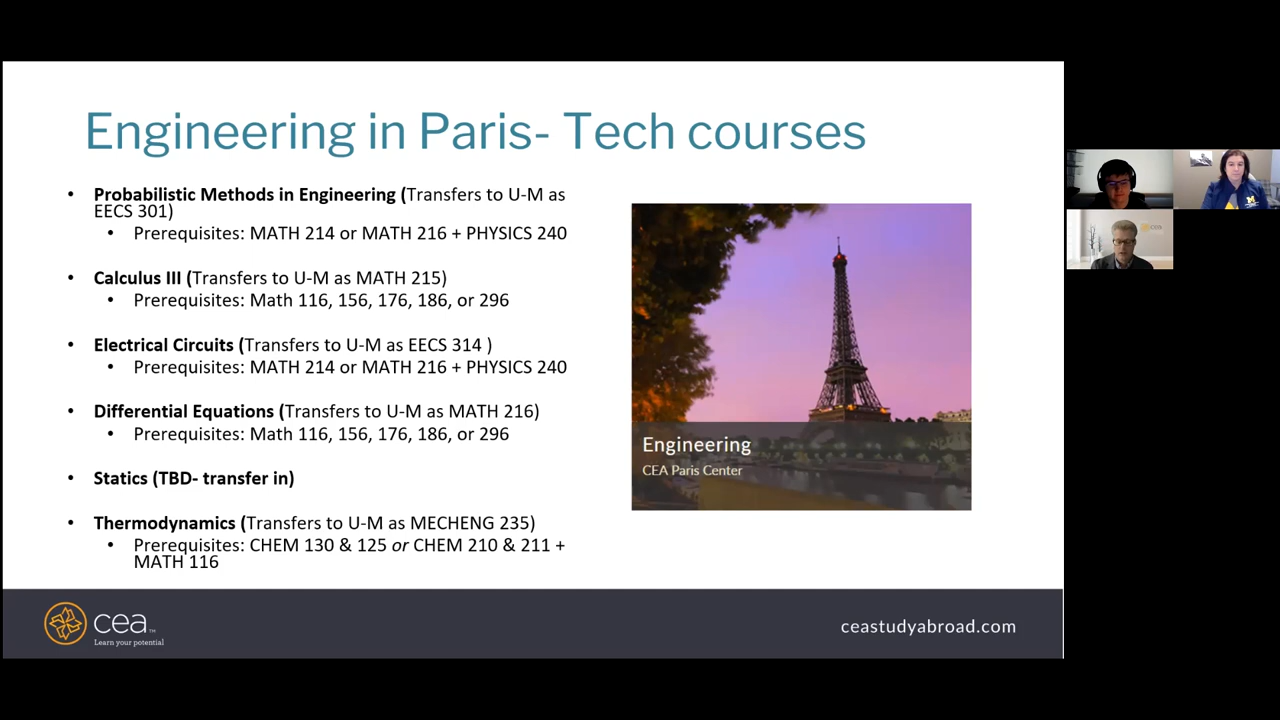 Engineering in Paris- Tech courses
• Probabilistic Methods in Engineering (Transfers to U-M as
EECS 301)
• Prerequisites: MATH 214 or MATH 216 + PHYSICS 240
• Calculus III (Transfers to U-M as MATH 215)
• Prerequisites: Math 116, 156, 176, 186, or 296
• Electrical Circuits (Transfers to U-M as EECS 314 )
• Prerequisites: MATH 214 or MATH 216 + PHYSICS 240
• Differential Equations (Transfers to U-M as MATH 216)
• Prerequisites: Math 116, 156, 176, 186, or 296
• Statics (TBD- transfer in)
• Thermodynamics (Transfers to U-M as MECHENG 235)
• Prerequisites: CHEM 130 & 125 or CHEM 210 & 211 +
MATH 116
Engineering
CEA Paris Center
cea™
Learn your potential
ceastudyabroad.com
M
cea